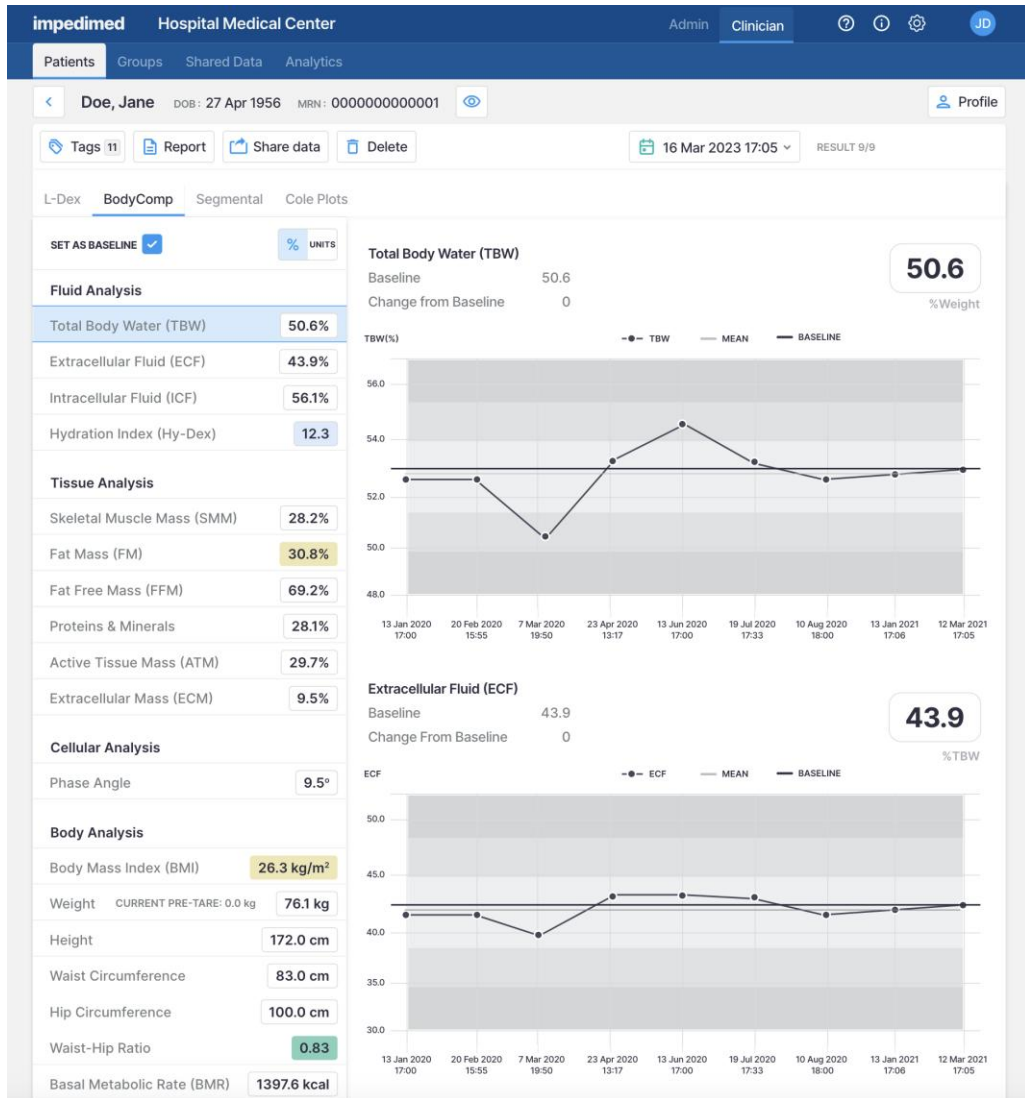 impedimed Hospital Medical Center Admin Clinician JD
Patients Groups Shared Data Analytics
Doe, Jane DOB: 27 Apr 1956 MRN: 0000000000001 Profile
Tags 11 Report Share data Delete 16 Mar 2023 17:05 RESULT 9/9
L-Dex BodyComp Segmental Cole Plots
SET AS BASELINE % UNITS
Fluid Analysis
Total Body Water (TBW) 50.6%
Extracellular Fluid (ECF) 43.9%
Intracellular Fluid (ICF) 56.1%
Hydration Index (Hy-Dex) 12.3
Tissue Analysis
Skeletal Muscle Mass (SMM) 28.2%
Fat Mass (FM) 30.8%
Fat Free Mass (FFM) 69.2%
Proteins & Minerals 28.1%
Active Tissue Mass (ATM) 29.7%
Extracellular Mass (ECM) 9.5%
Cellular Analysis
Phase Angle 9.5°
Body Analysis
Body Mass Index (BMI) 26.3 kg/m²
Weight CURRENT PRE-TARE: 0.0 kg 76.1 kg
Height 172.0 cm
Waist Circumference 83.0 cm
Hip Circumference 100.0 cm
Waist-Hip Ratio 0.83
Basal Metabolic Rate (BMR) 1397.6 kcal
Total Body Water (TBW)
Baseline 50.6
Change from Baseline 0
50.6
%Weight
TBW(%) TBW MEAN BASELINE
56.0
54.0
52.0
50.0
48.0
13 Jan 2020 20 Feb 2020 7 Mar 2020 23 Apr 2020 13 Jun 2020 19 Jul 2020 10 Aug 2020 13 Jan 2021 12 Mar 2021
17:00 15:55 19:50 13:17 17:00 17:33 18:00 17:06 17:05
Extracellular Fluid (ECF)
Baseline 43.9
Change From Baseline 0
43.9
%TBW
ECF ECF MEAN BASELINE
50.0
45.0
40.0
35.0
30.0
13 Jan 2020 20 Feb 2020 7 Mar 2020 23 Apr 2020 13 Jun 2020 19 Jul 2020 10 Aug 2020 13 Jan 2021 12 Mar 2021
17:00 15:55 19:50 13:17 17:00 17:33 18:00 17:06 17:05